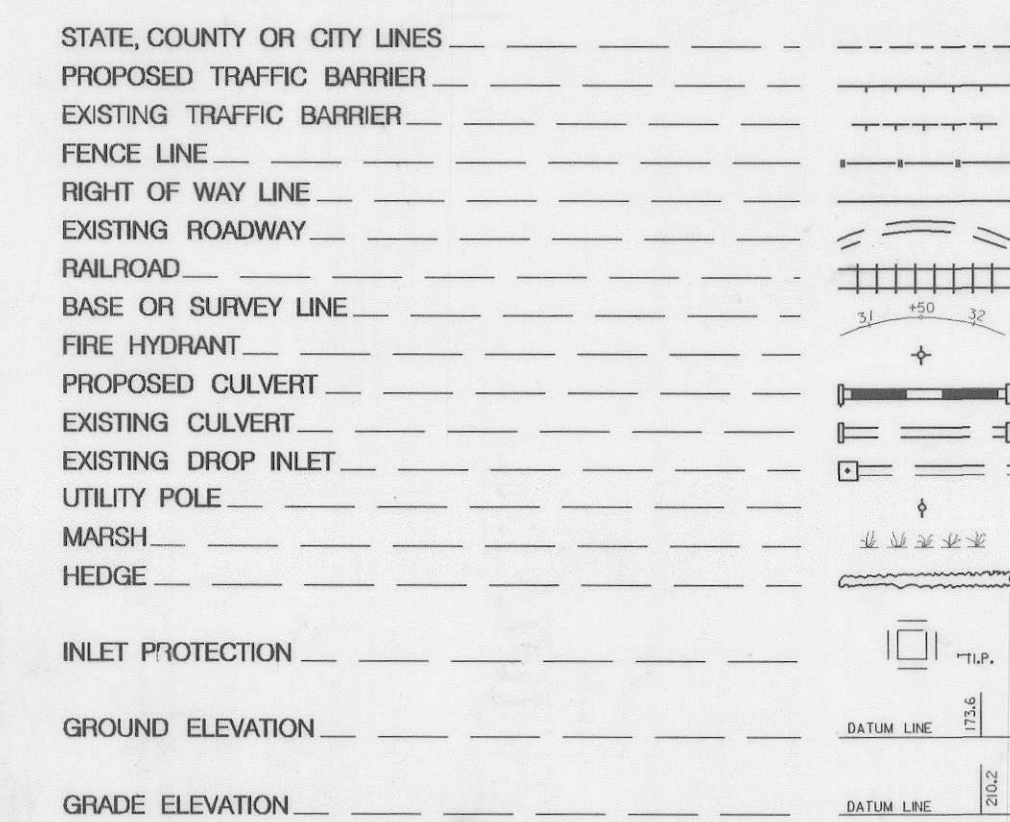 STATE, COUNTY OR CITY LINES
PROPOSED TRAFFIC BARRIER
EXISTING TRAFFIC BARRIER
FENCE LINE
RIGHT OF WAY LINE
EXISTING ROADWAY
RAILROAD
BASE OR SURVEY LINE 31 +50 32
FIRE HYDRANT
PROPOSED CULVERT
EXISTING CULVERT
EXISTING DROP INLET
UTILITY POLE
MARSH
HEDGE
INLET PROTECTION I.P.
GROUND ELEVATION DATUM LINE 173.6
GRADE ELEVATION DATUM LINE 210.2